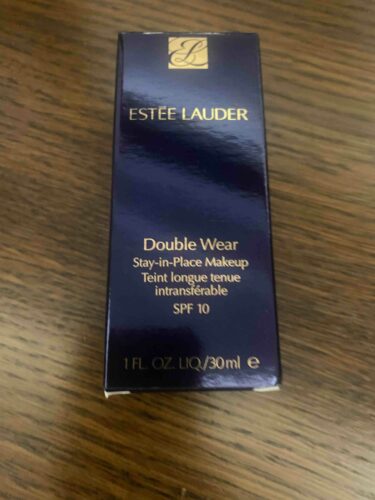 ESTĒE LAUDER
Double Wear
Stay-in-Place Makeup
Teint longue tenue
intransférable
SPF 10
1 FL. OZ. LIQ./30ml ℮